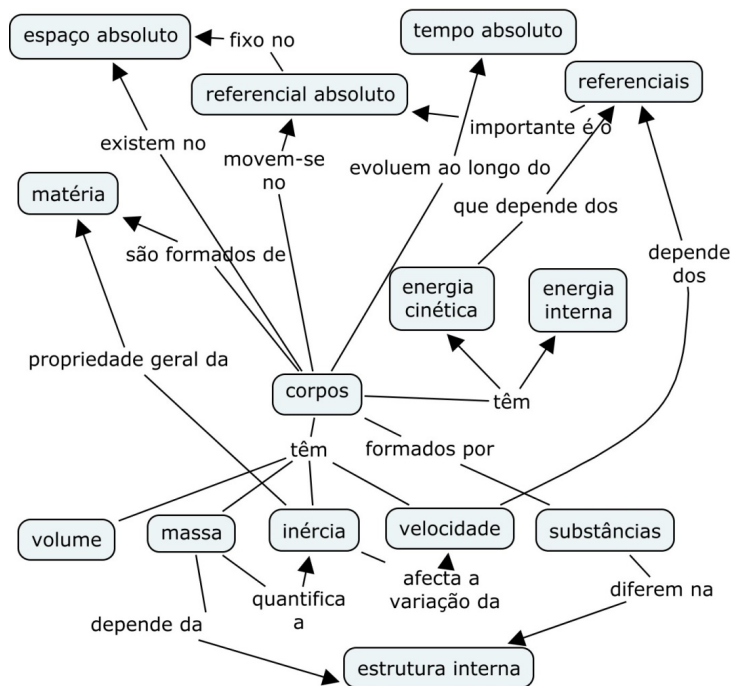 espaço absoluto
fixo no
tempo absoluto
referenciais
referencial absoluto
importante é o
existem no
movem-se
no
evoluem ao longo do
matéria
que depende dos
são formados de
depende
dos
energia
cinética
energia
interna
propriedade geral da
corpos
têm
têm
formados por
volume
massa
inércia
velocidade
substâncias
quantifica
a
afecta a
variação da
diferem na
depende da
estrutura interna